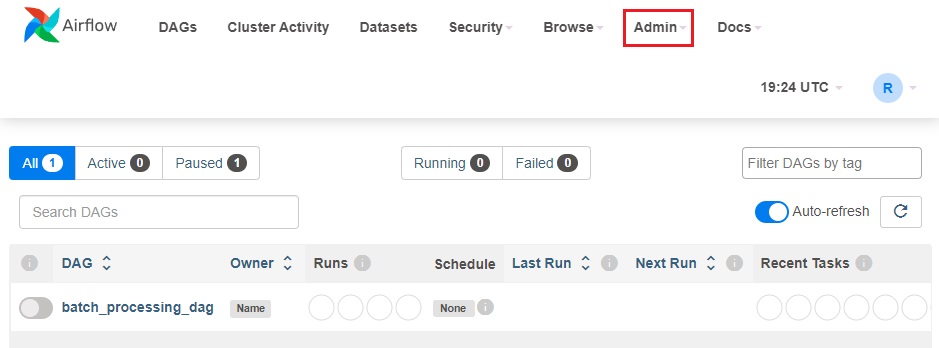 Airflow DAGs Cluster Activity Datasets Security Browse Admin Docs
19:24 UTC R
All 1 Active 0 Paused 1 Running 0 Failed 0 Filter DAGs by tag
Search DAGs Auto-refresh
i DAG Owner Runs i Schedule Last Run i Next Run i Recent Tasks i
batch_processing_dag Name None i